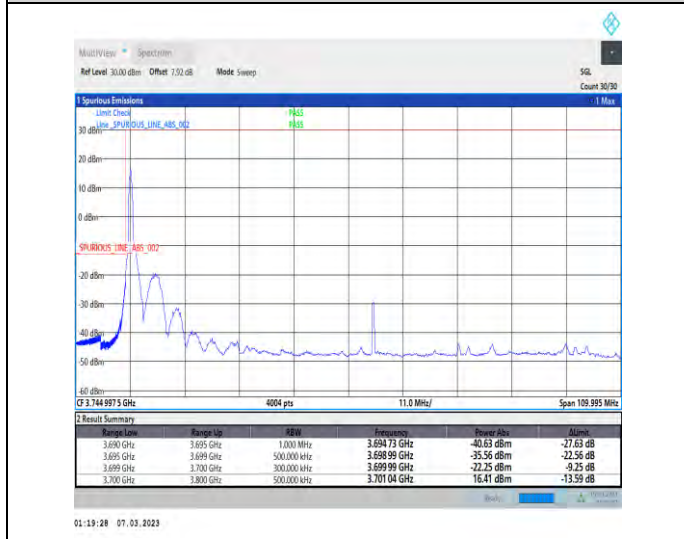 MultiView Spectrum
Ref Level 30.00 dBm Offset 7.92 dB Mode Sweep SGL
Count 30/30
1 Spurious Emissions 1 Max
Limit Check PASS
Line _SPURIOUS_LINE_ABS_002 PASS
30 dBm
20 dBm
10 dBm
0 dBm
_SPURIOUS_LINE_ABS_002
-20 dBm
-30 dBm
-40 dBm
-50 dBm
-60 dBm
CF 3.744 997 5 GHz 4004 pts 11.0 MHz/ Span 109.995 MHz
2 Result Summary
Range Low Range Up RBW Frequency Power Abs ΔLimit
3.690 GHz 3.695 GHz 1.000 MHz 3.694 73 GHz -40.63 dBm -27.63 dB
3.695 GHz 3.699 GHz 500.000 kHz 3.698 99 GHz -35.56 dBm -22.56 dB
3.699 GHz 3.700 GHz 300.000 kHz 3.699 99 GHz -22.25 dBm -9.25 dB
3.700 GHz 3.800 GHz 500.000 kHz 3.701 04 GHz 16.41 dBm -13.59 dB
01:19:28 07.03.2023